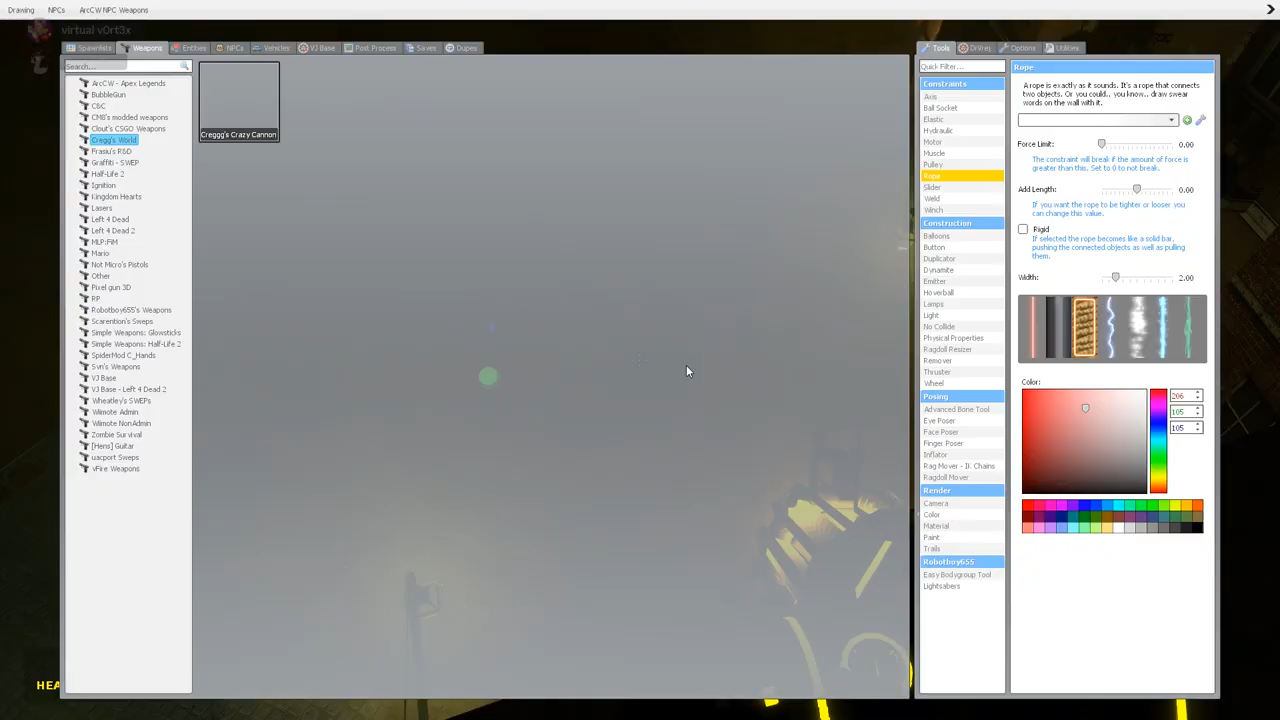 Drawing NPCs ArcCW NPC Weapons
virtual v0rt3x
Spawnlists Weapons Entities NPCs Vehicles VJ Base Post Process Saves Dupes
Search...
ArcCW - Apex Legends
BubbleGun
C&C
CMB's modded weapons
Clout's CSGO Weapons
Cregg's World
Frasiu's R&D
Graffiti - SWEP
Half-Life 2
Ignition
Kingdom Hearts
Lasers
Left 4 Dead
Left 4 Dead 2
MLP:FiM
Mario
Not Micro's Pistols
Other
Pixel gun 3D
RP
Robotboy655's Weapons
Scarention's Sweps
Simple Weapons: Glowsticks
Simple Weapons: Half-Life 2
SpiderMod C_Hands
Svn's Weapons
VJ Base
VJ Base - Left 4 Dead 2
Wheatley's SWEPs
Wiimote Admin
Wiimote NonAdmin
Zombie Survival
[Hens] Guitar
uacport Sweps
vFire Weapons
Creggg's Crazy Cannon
HEA
Tools Options Utilities
Quick Filter...
Constraints
Axis
Ball Socket
Elastic
Hydraulic
Motor
Muscle
Pulley
Rope
Slider
Weld
Winch
Construction
Balloons
Button
Duplicator
Dynamite
Emitter
Hoverball
Lamps
Light
No Collide
Physical Properties
Ragdoll Resizer
Remover
Thruster
Wheel
Posing
Advanced Bone Tool
Eye Poser
Face Poser
Finger Poser
Inflator
Rag Mover - IK Chains
Ragdoll Mover
Render
Camera
Color
Material
Paint
Trails
Robotboy655
Easy Bodygroup Tool
Lightsabers
Rope
A rope is exactly as it sounds. It's a rope that connects
two objects. Or you could.. you know.. draw swear
words on the wall with it.
Force Limit: 0.00
The constraint will break if the amount of force is
greater than this. Set to 0 to not break.
Add Length: 0.00
If you want the rope to be tighter or looser you
can change this value.
Rigid
If selected the rope becomes like a solid bar,
pushing the connected objects as well as pulling
them.
Width: 2.00
Color:
206
105
105